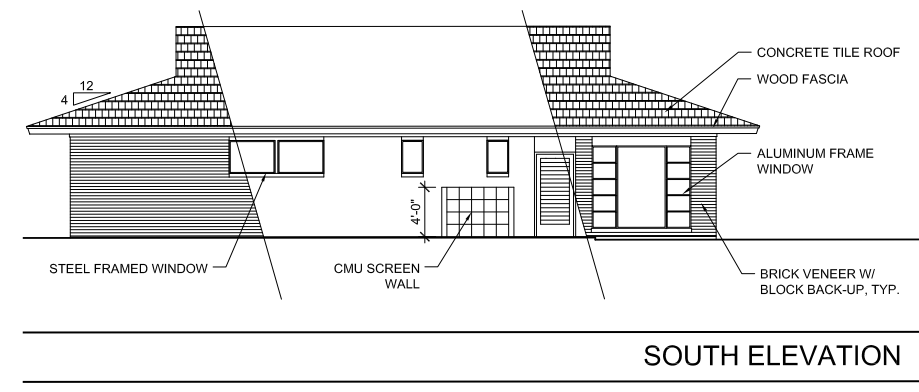 CONCRETE TILE ROOF
WOOD FASCIA
12
4
ALUMINUM FRAME
WINDOW
4'-0"
STEEL FRAMED WINDOW
CMU SCREEN
WALL
BRICK VENEER W/
BLOCK BACK-UP, TYP.
SOUTH ELEVATION